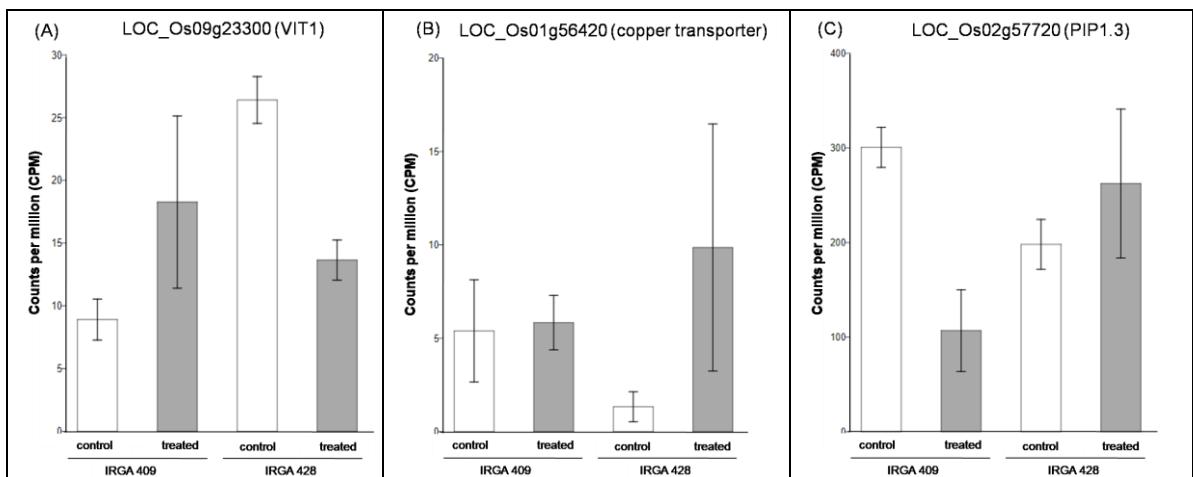 (A) LOC_Os09g23300 (VIT1)
Counts per million (CPM)
30
25
20
15
10
5
0
control treated control treated
IRGA 409 IRGA 428
(B) LOC_Os01g56420 (copper transporter)
Counts per million (CPM)
20
15
10
5
0
control treated control treated
IRGA 409 IRGA 428
(C) LOC_Os02g57720 (PIP1.3)
Counts per million (CPM)
400
300
200
100
0
control treated control treated
IRGA 409 IRGA 428